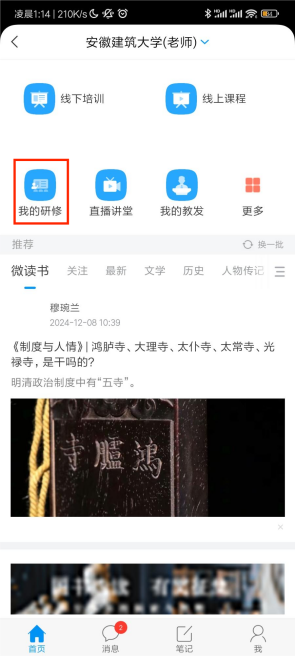 凌晨1:14 | 210K/s
安徽建筑大学(老师)
线下培训
线上课程
我的研修
直播讲堂
我的教发
更多
推荐
换一批
微读书
关注
最新
文学
历史
人物传记
穆琬兰
2024-12-08 10:39
《制度与人情》| 鸿胪寺、大理寺、太仆寺、太常寺、光
禄寺，是干吗的?
明清政治制度中有“五寺”。
寺臚鴻
2
首页
消息
笔记
我